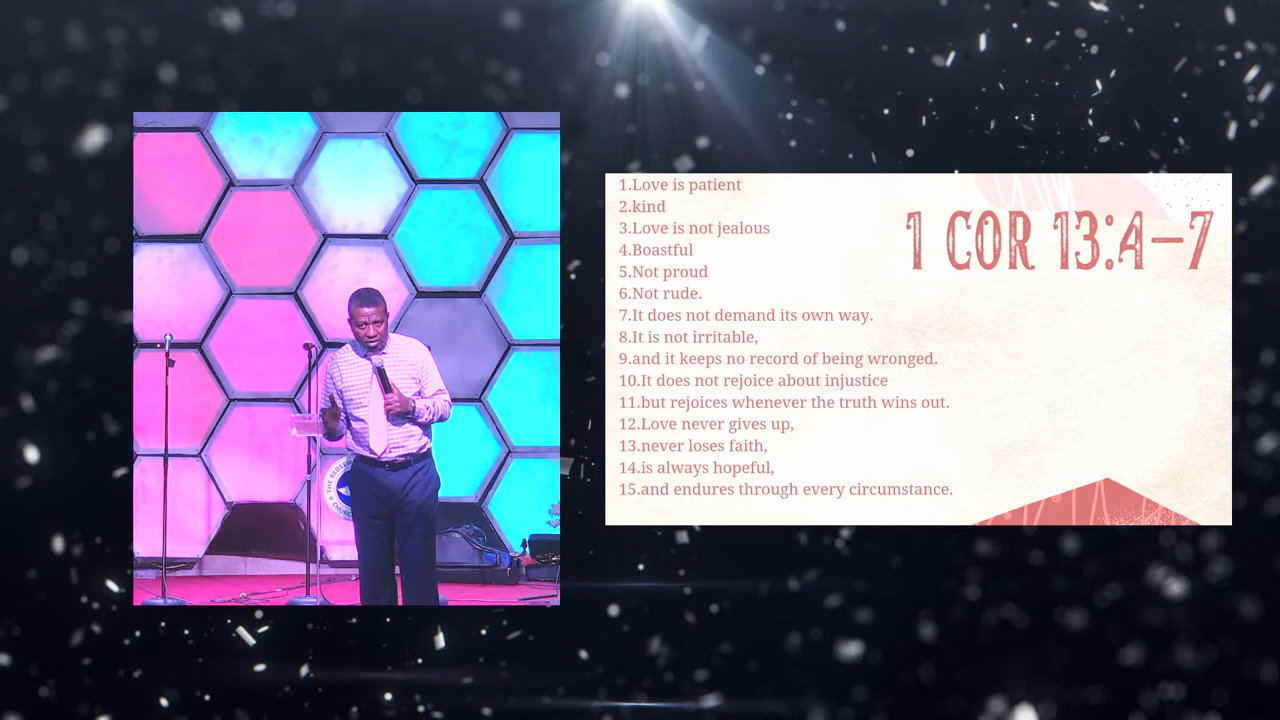 1.Love is patient
2.kind
3.Love is not jealous
4.Boastful
5.Not proud
6.Not rude.
7.It does not demand its own way.
8.It is not irritable,
9.and it keeps no record of being wronged.
10.It does not rejoice about injustice
11.but rejoices whenever the truth wins out.
12.Love never gives up,
13.never loses faith,
14.is always hopeful,
15.and endures through every circumstance.
1 COR 13:4–7
THE REDEEM
CHURCH